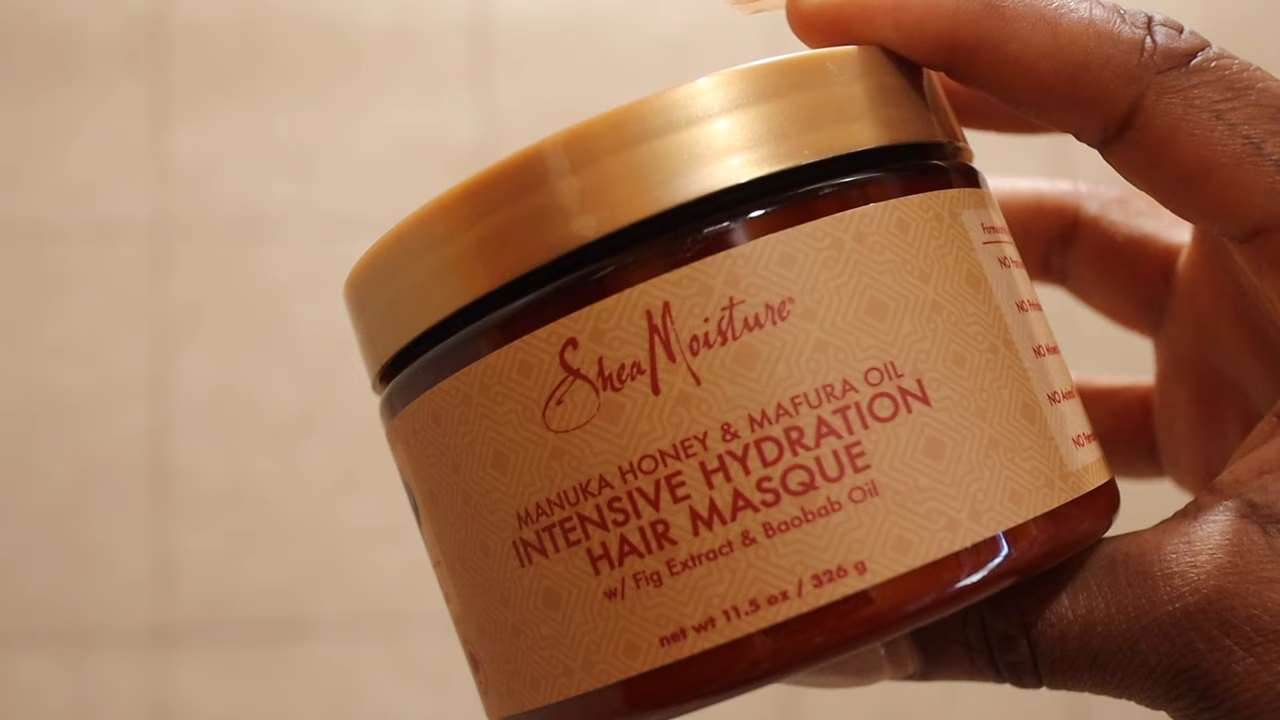 SheaMoisture®
MANUKA HONEY & MAFURA OIL
INTENSIVE HYDRATION
HAIR MASQUE
w/ Fig Extract & Baobab Oil
net wt 11.5 oz / 326 g
NO
NO
NO
NO
NO